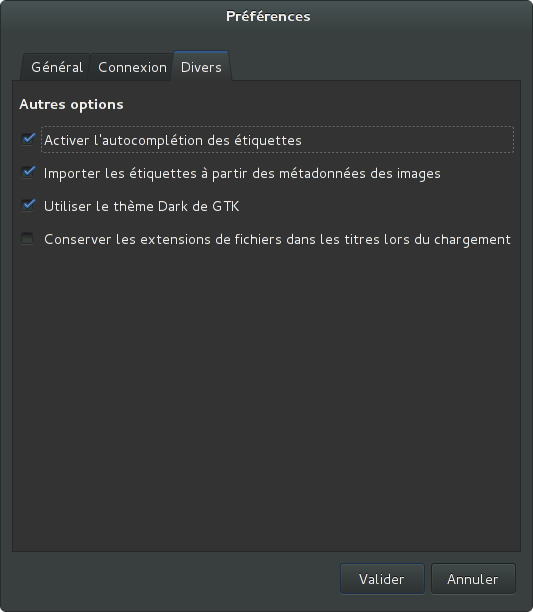 Préférences
Général
Connexion
Divers
Autres options
Activer l'autocomplétion des étiquettes
Importer les étiquettes à partir des métadonnées des images
Utiliser le thème Dark de GTK
Conserver les extensions de fichiers dans les titres lors du chargement
Valider
Annuler